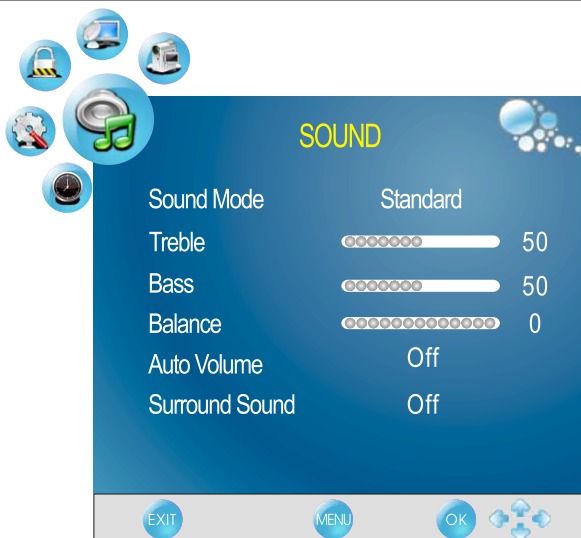 SOUND
Sound Mode Standard
Treble 50
Bass 50
Balance 0
Auto Volume Off
Surround Sound Off
EXIT MENU OK